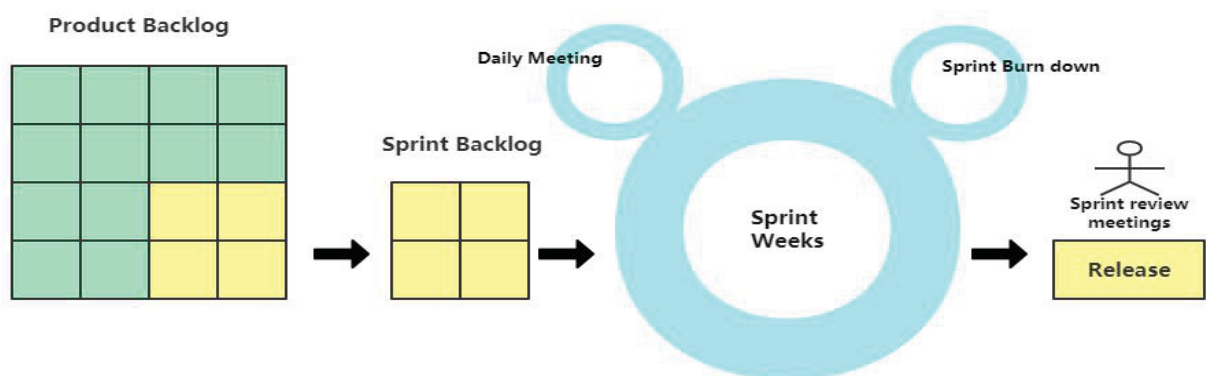 Product Backlog
Daily Meeting
Sprint Burn down
Sprint Backlog
Sprint
Weeks
Sprint review
meetings
Release